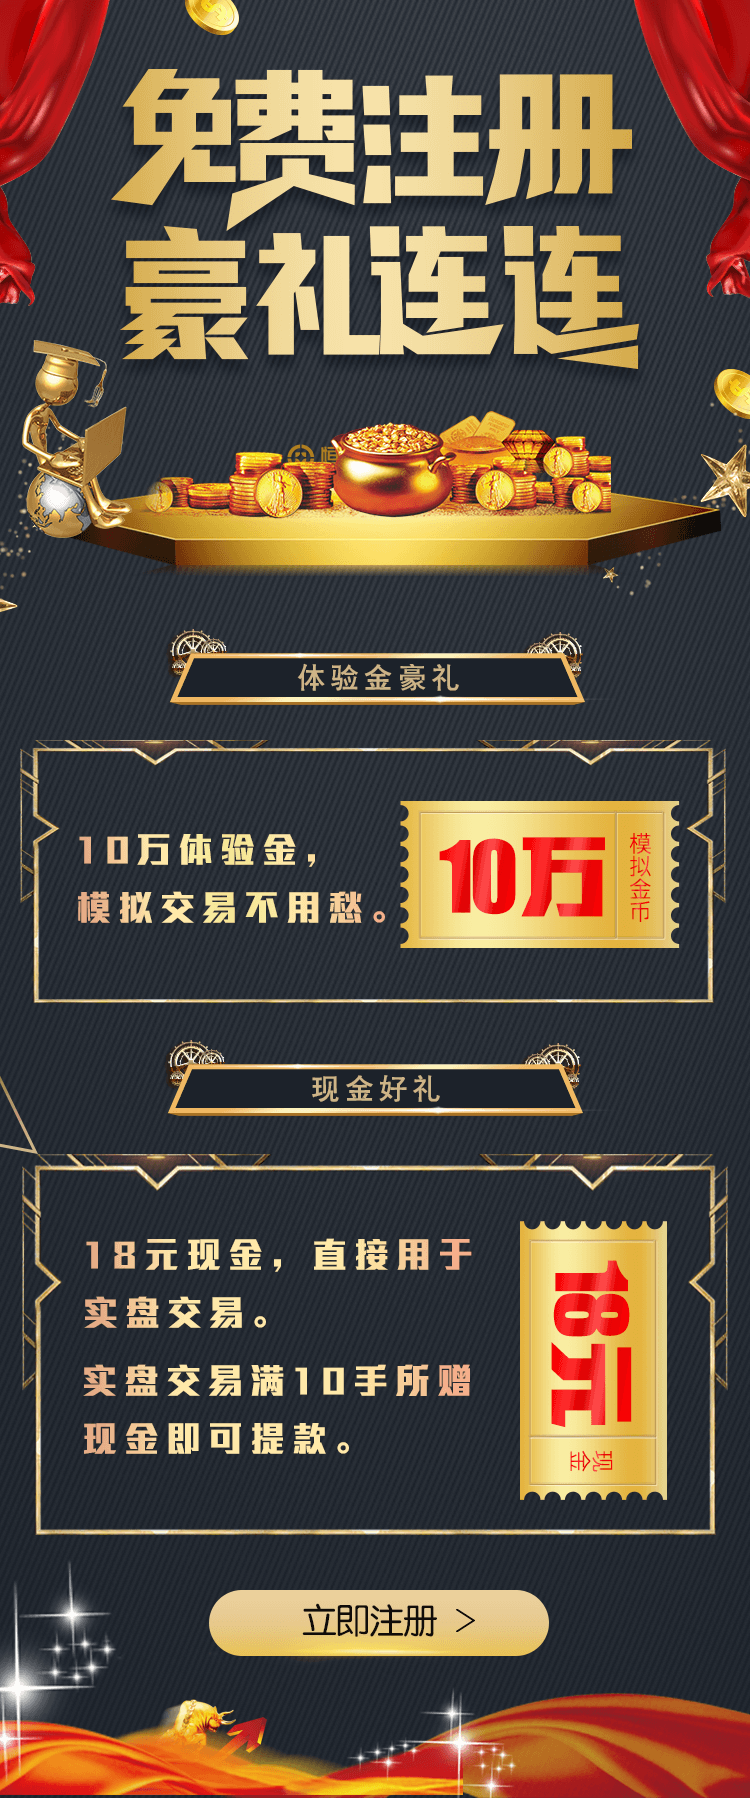 免费注册
豪礼连连
恒
体验金豪礼
10万体验金，
模拟交易不用愁。
10万
模拟金币
现金好礼
18元现金，直接用于
实盘交易。
实盘交易满10手所赠
现金即可提款。
18元
现金
立即注册 >